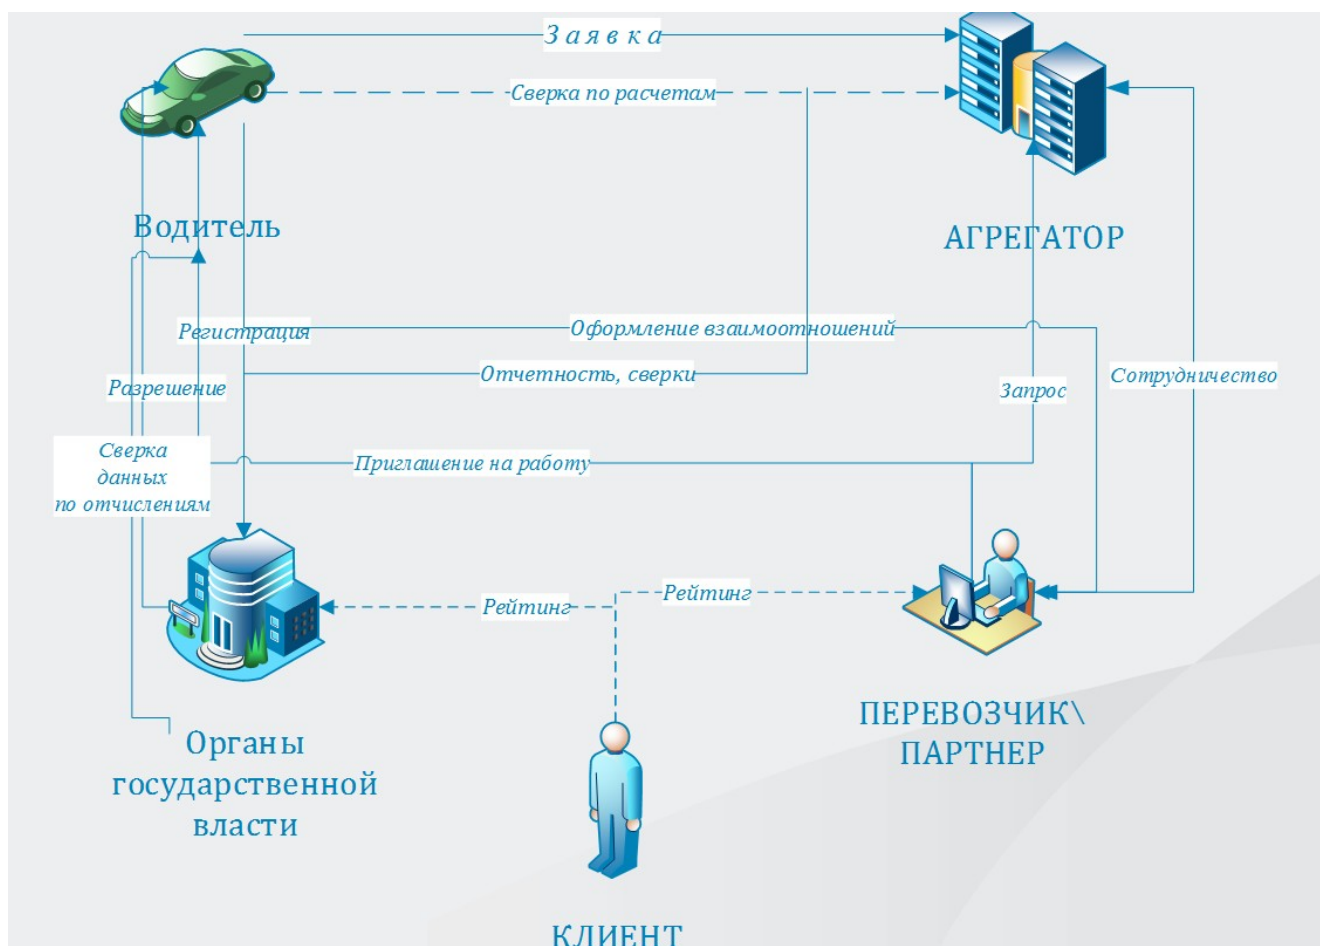 Заявка
Сверка по расчетам
Водитель
АГРЕГАТОР
Регистрация
Оформление взаимоотношений
Отчетность, сверки
Разрешение
Запрос
Сотрудничество
Сверка
данных
по отчислениям
Приглашение на работу
Рейтинг
Рейтинг
Органы
государственной
власти
ПЕРЕВОЗЧИК\
ПАРТНЕР
КЛИЕНТ